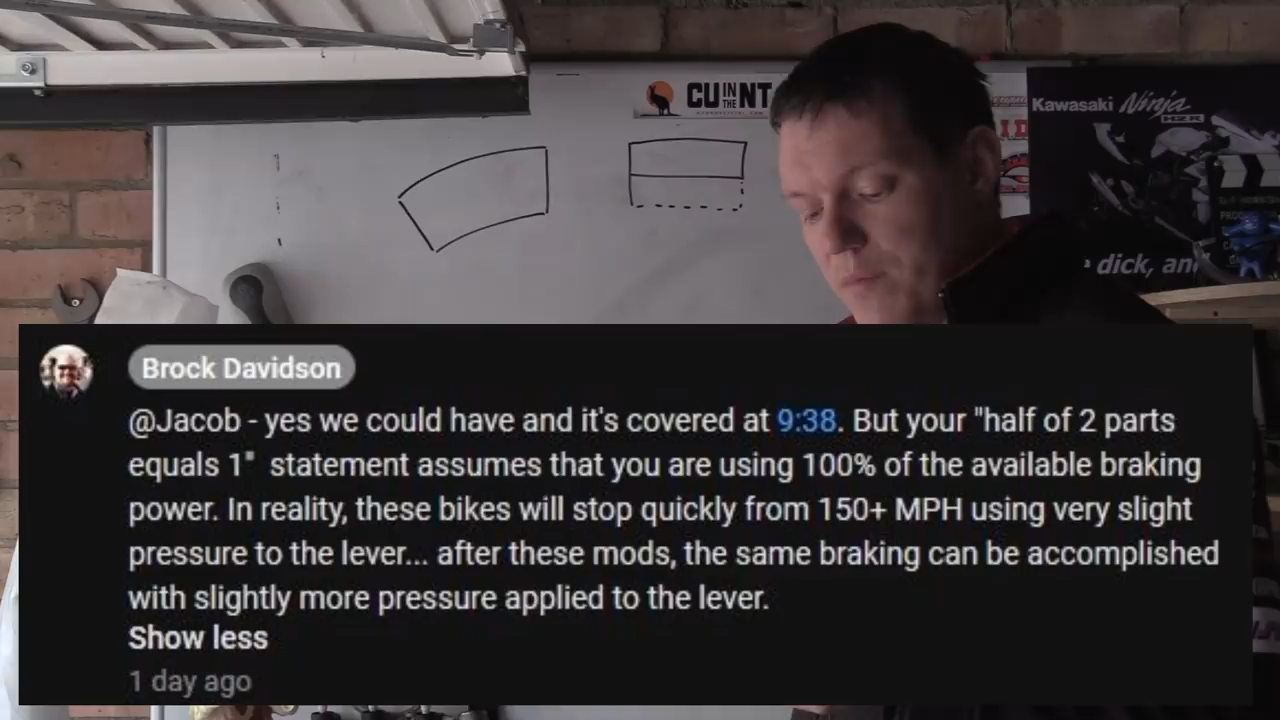 CU IN THE NT
Kawasaki Ninja
H2R
dick, and
Brock Davidson
@Jacob - yes we could have and it's covered at 9:38. But your "half of 2 parts
equals 1" statement assumes that you are using 100% of the available braking
power. In reality, these bikes will stop quickly from 150+ MPH using very slight
pressure to the lever... after these mods, the same braking can be accomplished
with slightly more pressure applied to the lever.
Show less
1 day ago